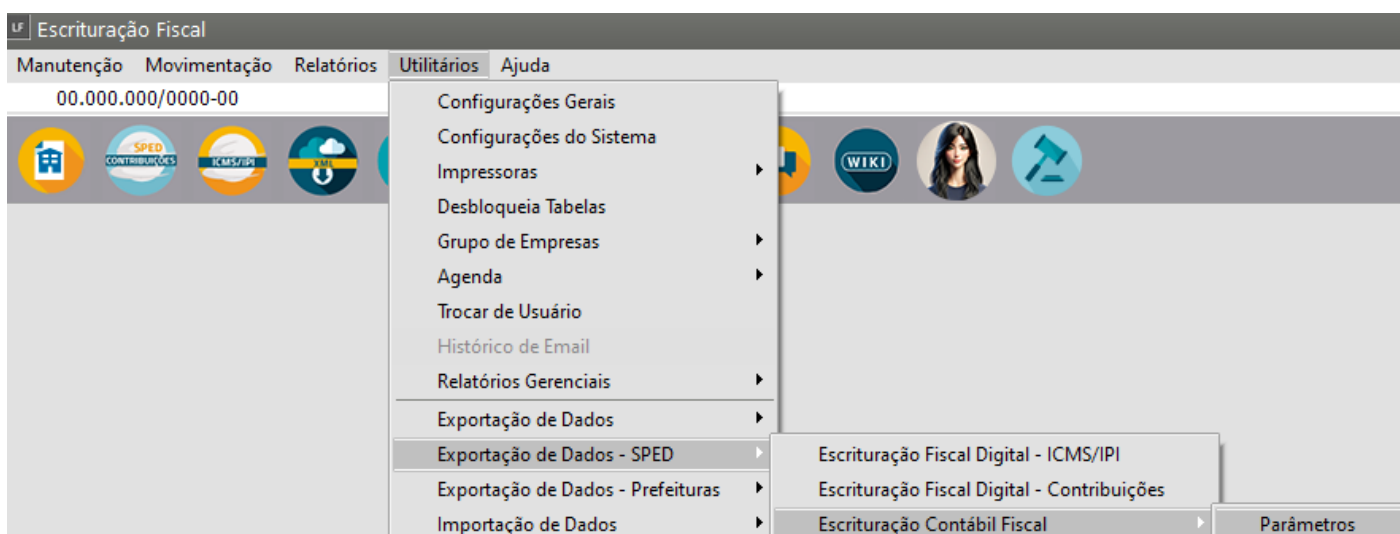 LF Escrituração Fiscal
Manutenção Movimentação Relatórios Utilitários Ajuda
00.000.000/0000-00
SPED CONTRIBUIÇÕES
ICMS/IPI
XML
WIKI
Configurações Gerais
Configurações do Sistema
Impressoras
Desbloqueia Tabelas
Grupo de Empresas
Agenda
Trocar de Usuário
Histórico de Email
Relatórios Gerenciais
Exportação de Dados
Exportação de Dados - SPED
Exportação de Dados - Prefeituras
Importação de Dados
Escrituração Fiscal Digital - ICMS/IPI
Escrituração Fiscal Digital - Contribuições
Escrituração Contábil Fiscal
Parâmetros